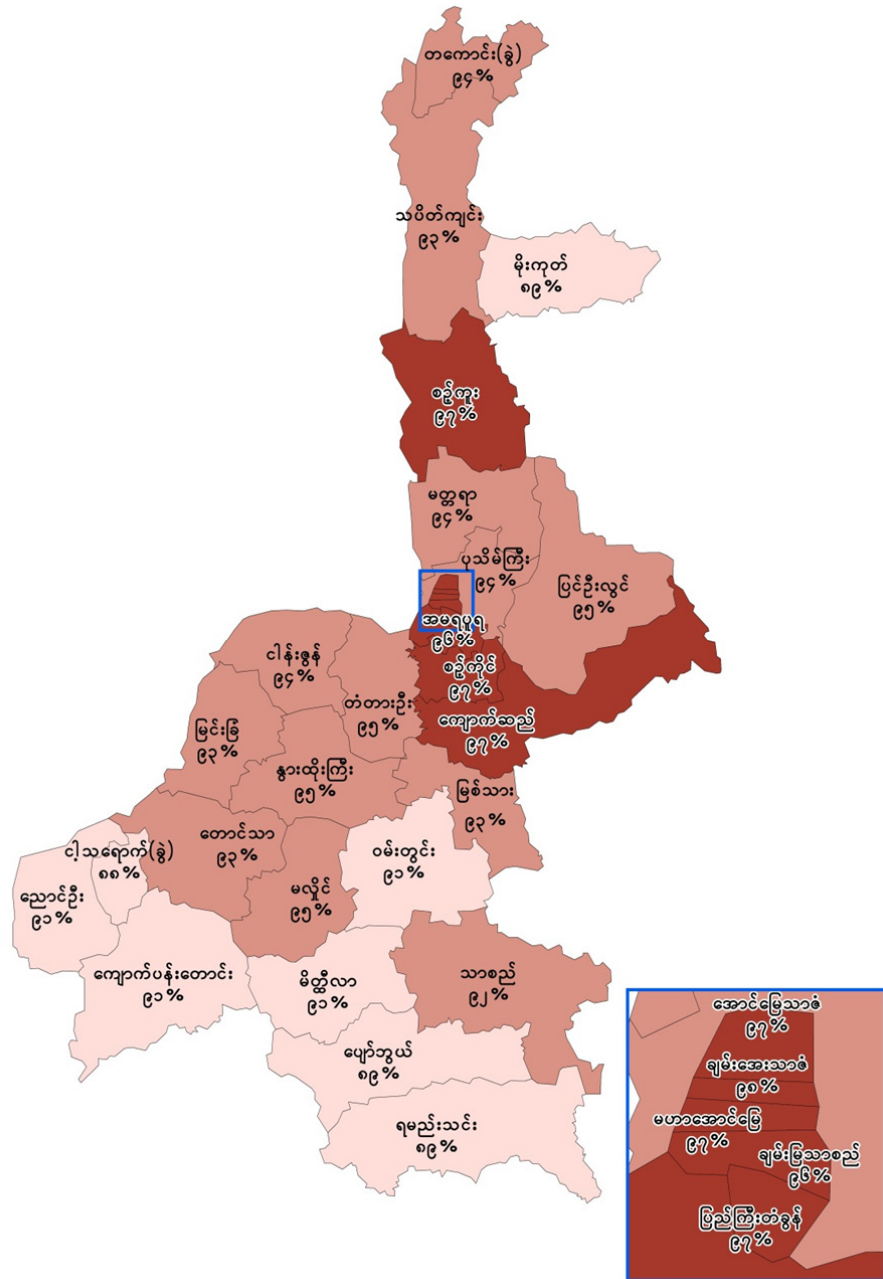 တကောင်း(ခွဲ)
၉၄%
သပိတ်ကျင်း
၉၃%
မိုးကုတ်
၈၉%
စဥ့်ကူး
၉၇%
မတ္တရာ
၉၄%
ပုသိမ်ကြီး
၉၄%
ပြင်ဦးလွင်
၉၅%
အမရပူရ
၉၆%
စဥ့်ကိုင်
၉၇%
ကျောက်ဆည်
၉၇%
ငါန်းဇွန်
၉၄%
တံတားဦး
၉၅%
မြင်းခြံ
၉၃%
နွားထိုးကြီး
၉၅%
မြစ်သား
၉၃%
တောင်သာ
၉၃%
ငါ့သရောက်(ခွဲ)
၈၈%
ညောင်ဦး
၉၁%
ဝမ်းတွင်း
၉၁%
မလှိုင်
၉၅%
ကျောက်ပန်းတောင်း
၉၁%
မိတ္ထီလာ
၉၁%
သာစည်
၉၂%
ပျော်ဘွယ်
၈၉%
ရမည်းသင်း
၈၉%
အောင်မြေသာဇံ
၉၇%
ချမ်းအေးသာဇံ
၉၈%
မဟာအောင်မြေ
၉၇%
ချမ်းမြသာစည်
၉၆%
ပြည်ကြီးတံခွန်
၉၇%